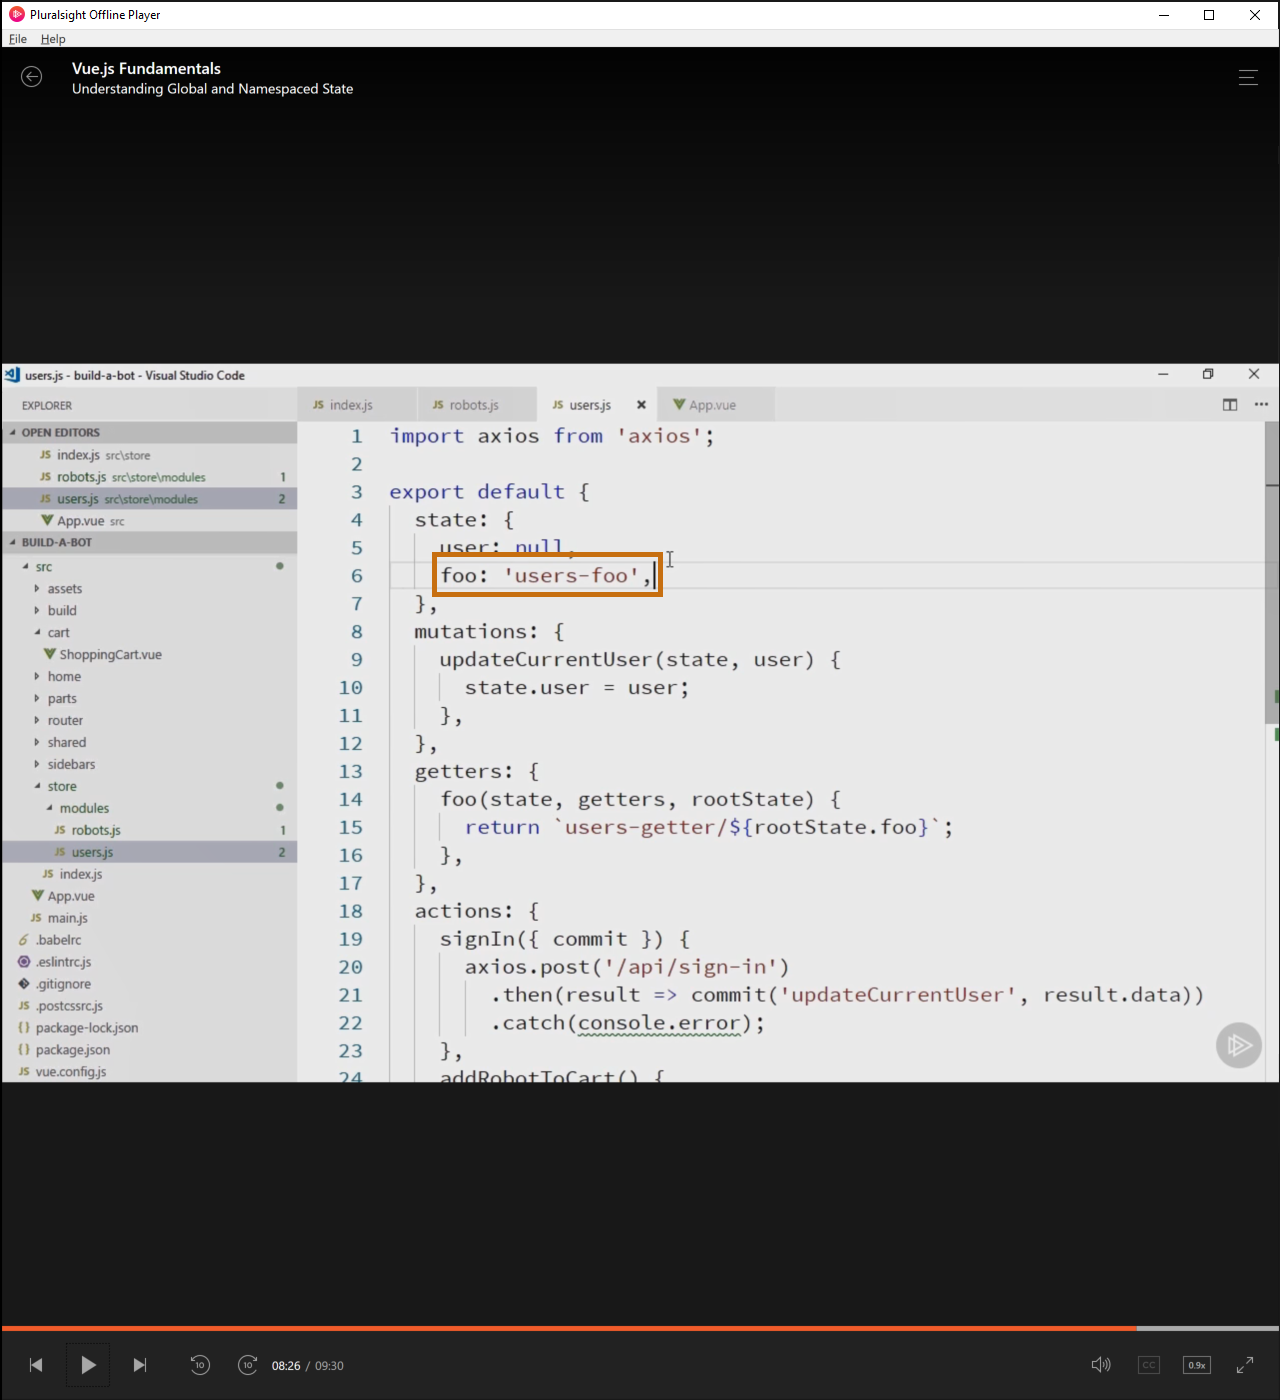 Pluralsight Offline Player
File Help
Vue.js Fundamentals
Understanding Global and Namespaced State
users.js - build-a-bot - Visual Studio Code
EXPLORER
JS index.js
JS robots.js
JS users.js
App.vue
OPEN EDITORS
JS index.js src\store
JS robots.js src\store\modules 1
JS users.js src\store\modules 2
App.vue src
BUILD-A-BOT
src
assets
build
cart
ShoppingCart.vue
home
parts
router
shared
sidebars
store
modules
JS robots.js 1
JS users.js 2
JS index.js
App.vue
JS main.js
.babelrc
.eslintrc.js
.gitignore
JS .postcssrc.js
{} package-lock.json
{} package.json
JS vue.config.js
1 import axios from 'axios';
2
3 export default {
4 state: {
5 user: null,
6 foo: 'users-foo',
7 },
8 mutations: {
9 updateCurrentUser(state, user) {
10 state.user = user;
11 },
12 },
13 getters: {
14 foo(state, getters, rootState) {
15 return `users-getter/${rootState.foo}`;
16 },
17 },
18 actions: {
19 signIn({ commit }) {
20 axios.post('/api/sign-in')
21 .then(result => commit('updateCurrentUser', result.data))
22 .catch(console.error);
23 },
24 addRobotToCart() {
10
10
08:26 / 09:30
CC
0.9x